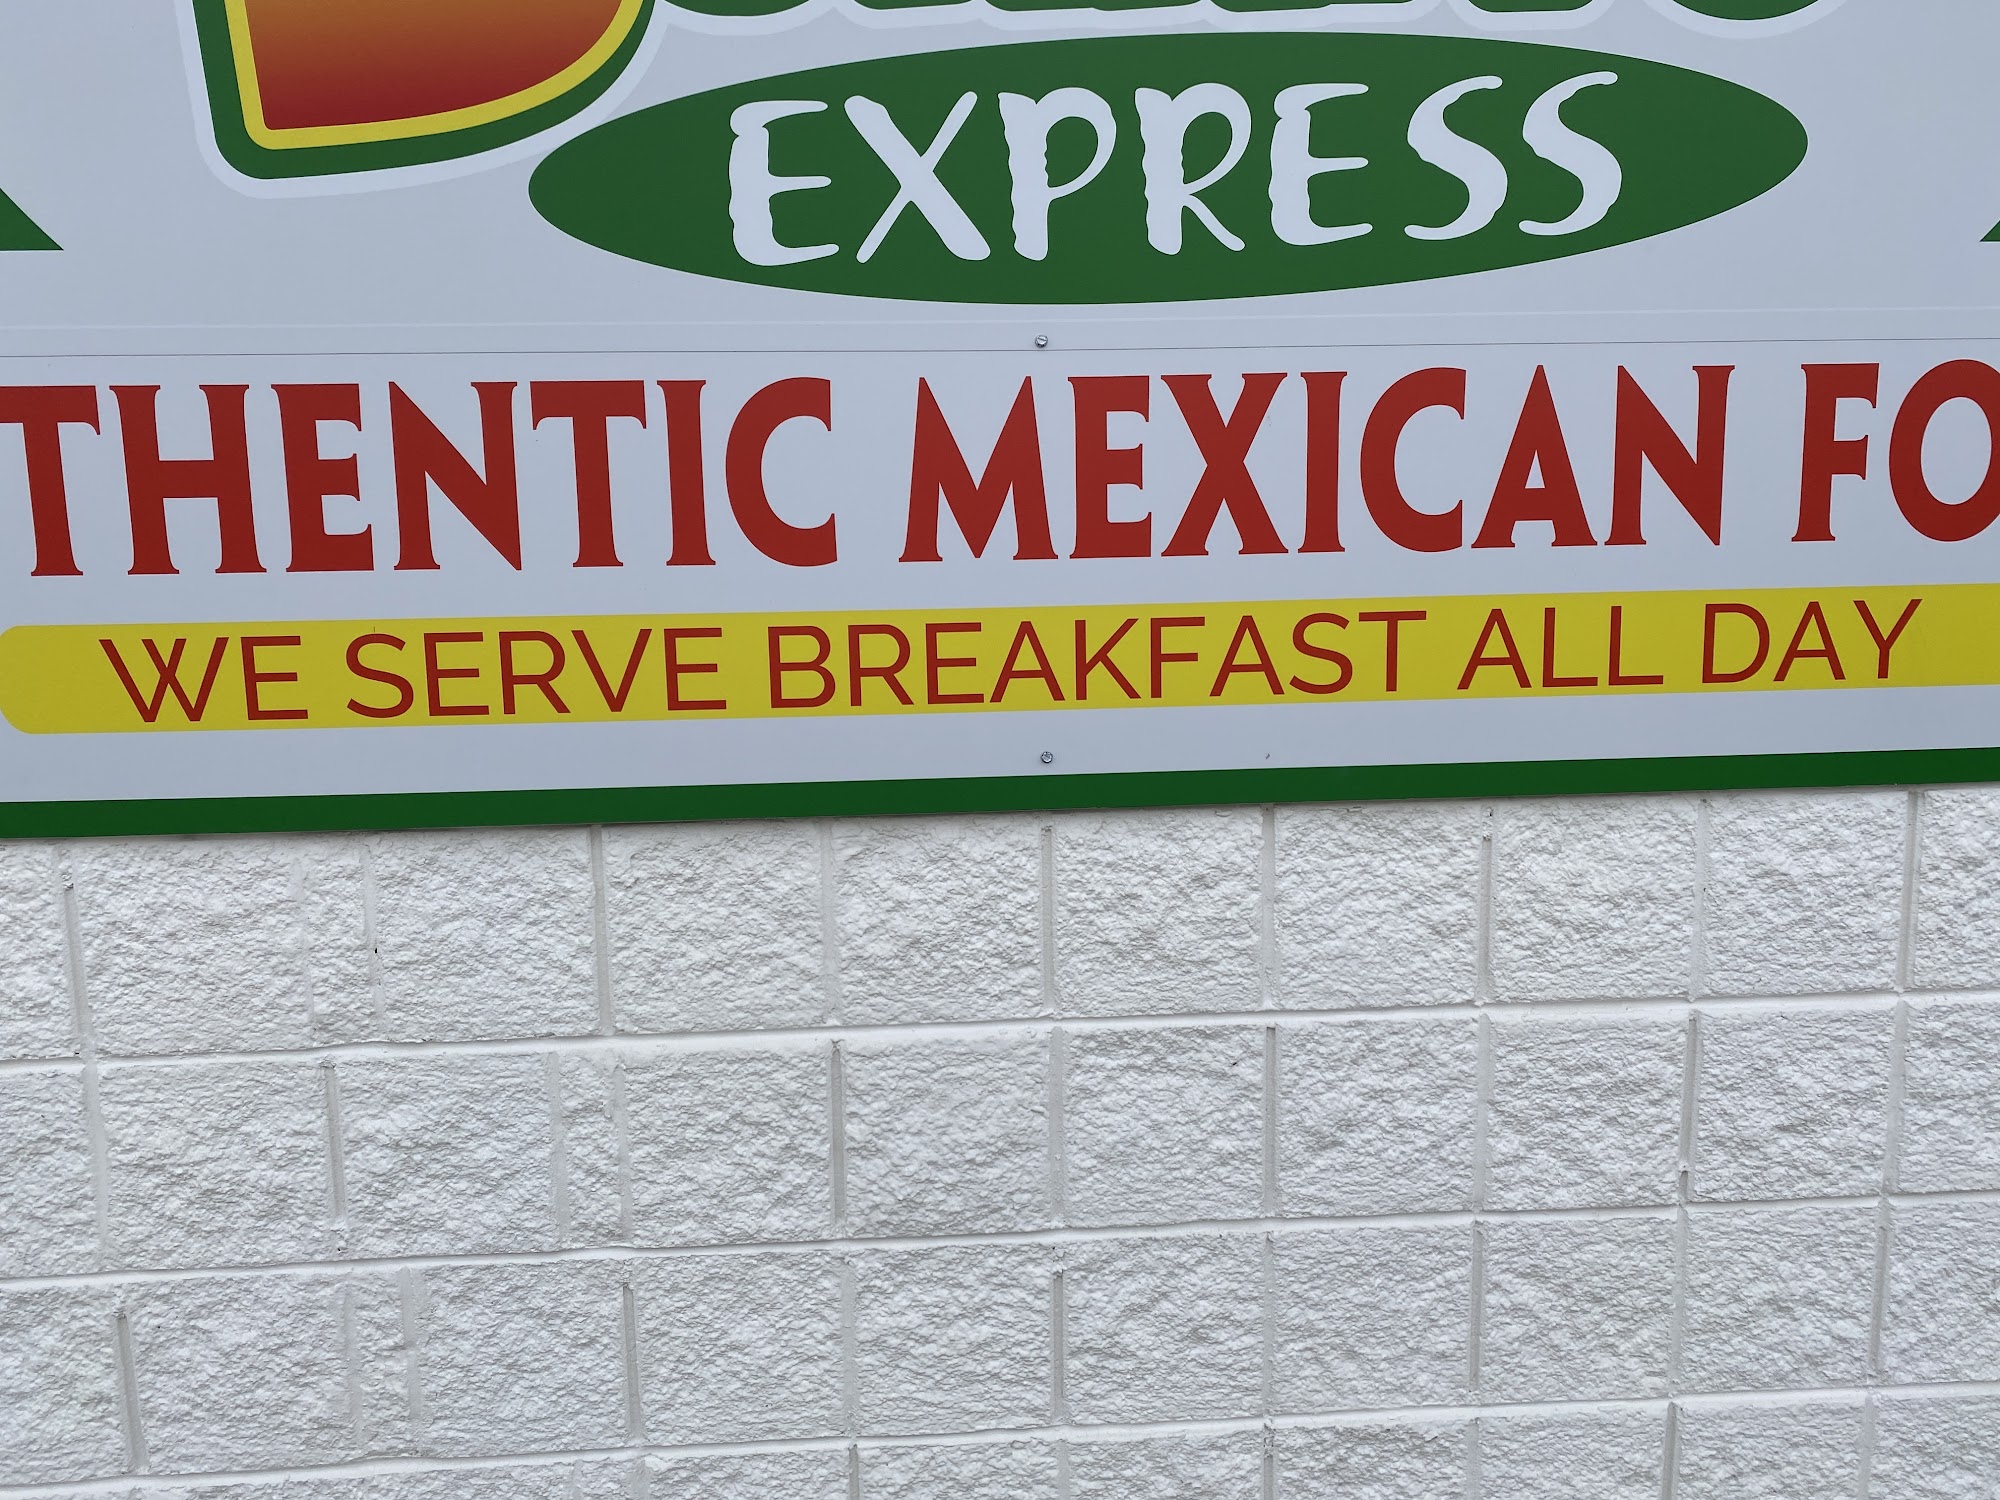 EXPRESS
THENTIC MEXICAN FO
WE SERVE BREAKFAST ALL DAY